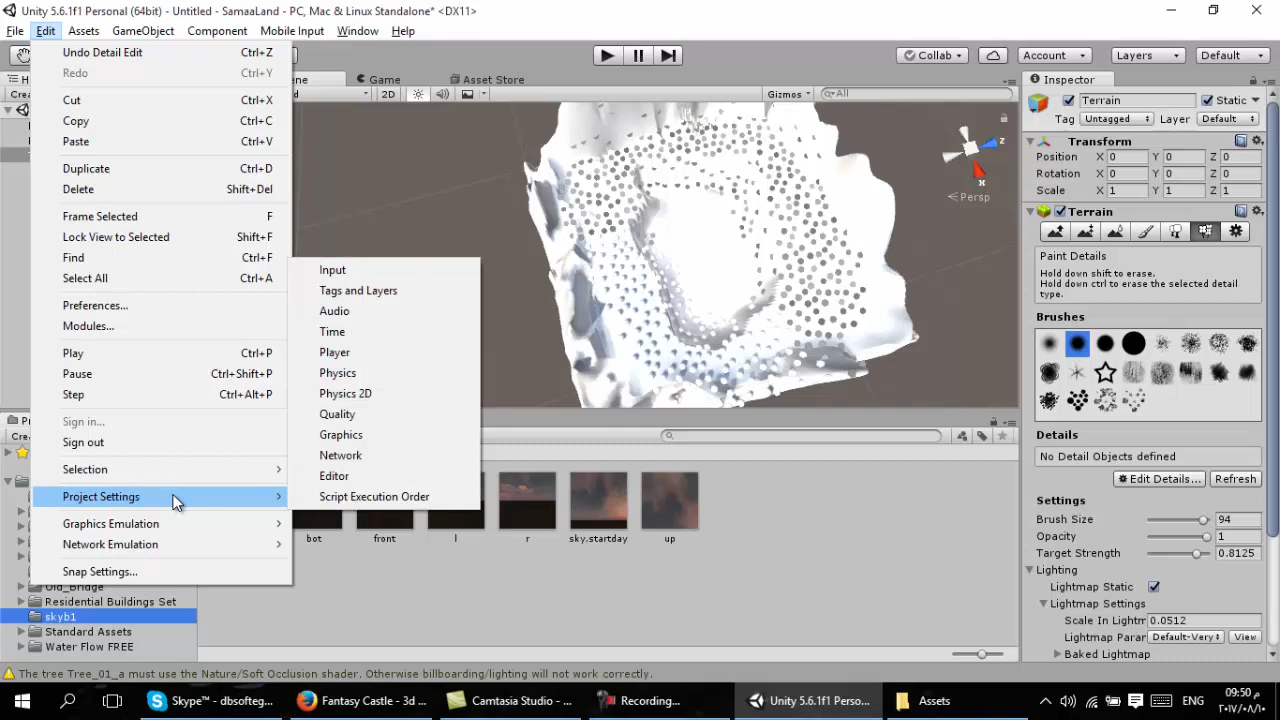 Unity 5.6.1f1 Personal (64bit) - Untitled - SamaaLand - PC, Mac & Linux Standalone* <DX11>
File Edit Assets GameObject Component Mobile Input Window Help
Collab Account Layers Default
Undo Detail Edit Ctrl+Z
Redo Ctrl+Y
Cut Ctrl+X
Copy Ctrl+C
Paste Ctrl+V
Duplicate Ctrl+D
Delete Shift+Del
Frame Selected F
Lock View to Selected Shift+F
Find Ctrl+F
Select All Ctrl+A
Preferences...
Modules...
Play Ctrl+P
Pause Ctrl+Shift+P
Step Ctrl+Alt+P
Sign in...
Sign out
Selection
Project Settings
Graphics Emulation
Network Emulation
Snap Settings...
Input
Tags and Layers
Audio
Time
Player
Physics
Physics 2D
Quality
Graphics
Network
Editor
Script Execution Order
Game Asset Store
2D Gizmos All
z
x
Persp
bot front l r sky.startday up
Old_Bridge
Residential Buildings Set
skyb1
Standard Assets
Water Flow FREE
Inspector
Terrain Static
Tag Untagged Layer Default
Transform
Position X 0 Y 0 Z 0
Rotation X 0 Y 0 Z 0
Scale X 1 Y 1 Z 1
Terrain
Paint Details
Hold down shift to erase.
Hold down ctrl to erase the selected detail
type.
Brushes
Details
No Detail Objects defined
Edit Details... Refresh
Settings
Brush Size 94
Opacity 1
Target Strength 0.8125
Lighting
Lightmap Static
Lightmap Settings
Scale In Lightm 0.0512
Lightmap Parar Default-Very View
Baked Lightmap
The tree Tree_01_a must use the Nature/Soft Occlusion shader. Otherwise billboarding/lighting will not work correctly.
Skype™ - dbsofteg... Fantasy Castle - 3d ... Camtasia Studio - ... Recording... Unity 5.6.1f1 Perso... Assets
ENG
09:50 م